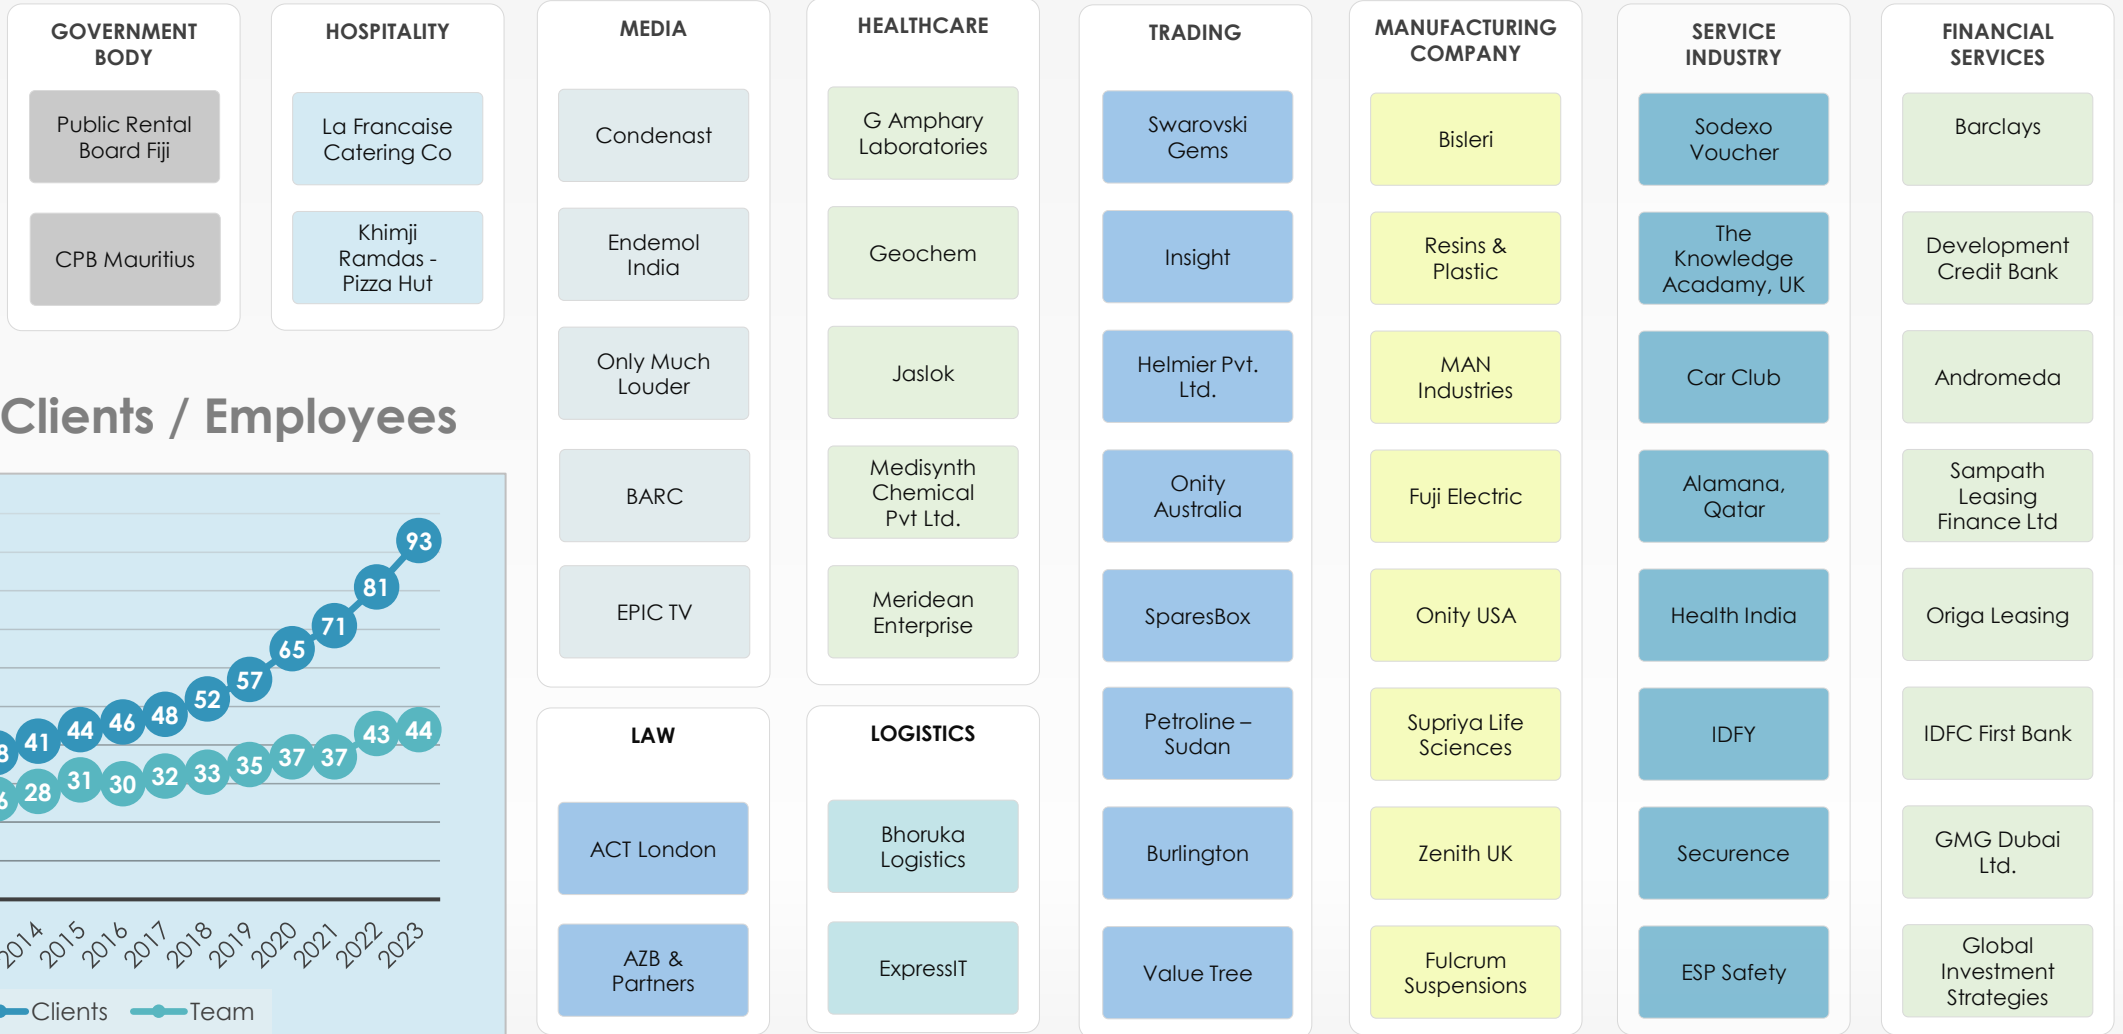 GOVERNMENT
BODY
Public Rental
Board Fiji
CPB Mauritius
HOSPITALITY
La Francaise
Catering Co
Khimji
Ramdas -
Pizza Hut
MEDIA
Condenast
Endemol
India
Only Much
Louder
BARC
EPIC TV
HEALTHCARE
G Amphary
Laboratories
Geochem
Jaslok
Medisynth
Chemical
Pvt Ltd.
Meridean
Enterprise
TRADING
Swarovski
Gems
Insight
Helmier Pvt.
Ltd.
Onity
Australia
SparesBox
Petroline –
Sudan
Burlington
Value Tree
MANUFACTURING
COMPANY
Bisleri
Resins &
Plastic
MAN
Industries
Fuji Electric
Onity USA
Supriya Life
Sciences
Zenith UK
Fulcrum
Suspensions
SERVICE
INDUSTRY
Sodexo
Voucher
The
Knowledge
Acadamy, UK
Car Club
Alamana,
Qatar
Health India
IDFY
Securence
ESP Safety
FINANCIAL
SERVICES
Barclays
Development
Credit Bank
Andromeda
Sampath
Leasing
Finance Ltd
Origa Leasing
IDFC First Bank
GMG Dubai
Ltd.
Global
Investment
Strategies
LAW
ACT London
AZB &
Partners
LOGISTICS
Bhoruka
Logistics
ExpressIT
Clients / Employees
8 41 44 46 48 52 57 65 71 81 93
6 28 31 30 32 33 35 37 37 43 44
2014 2015 2016 2017 2018 2019 2020 2021 2022 2023
Clients Team